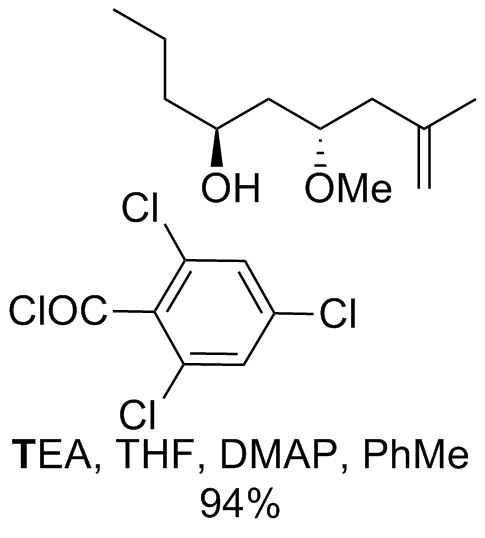 OH OMe
Cl
ClOC
Cl
Cl
TEA, THF, DMAP, PhMe
94%